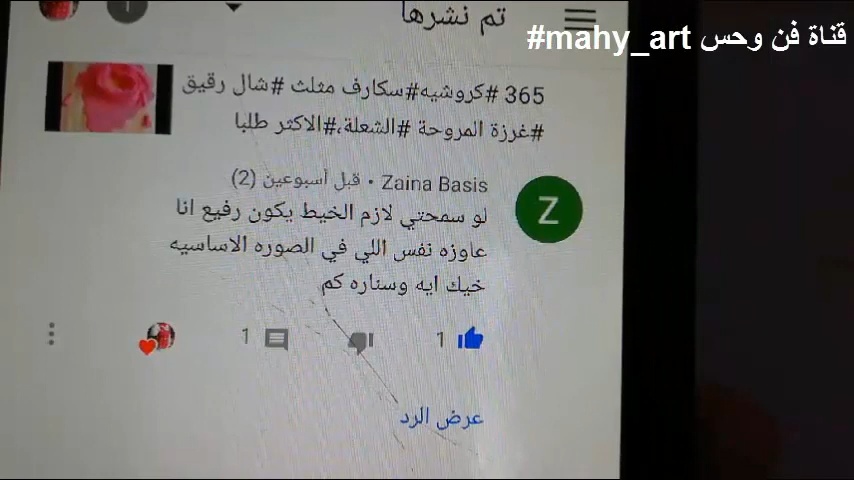 قناة فن وحس mahy_art#
تم نشرها
365 #كروشيه#سكارف مثلث #شال رقيق
#غرزة المروحة #الشعلة،#الاكثر طلبا
Zaina Basis • قبل أسبوعين (2)
Z
لو سمحتي لازم الخيط يكون رفيع انا
عاوزه نفس اللي في الصوره الاساسيه
خيك ايه وسناره كم
1
1
عرض الرد